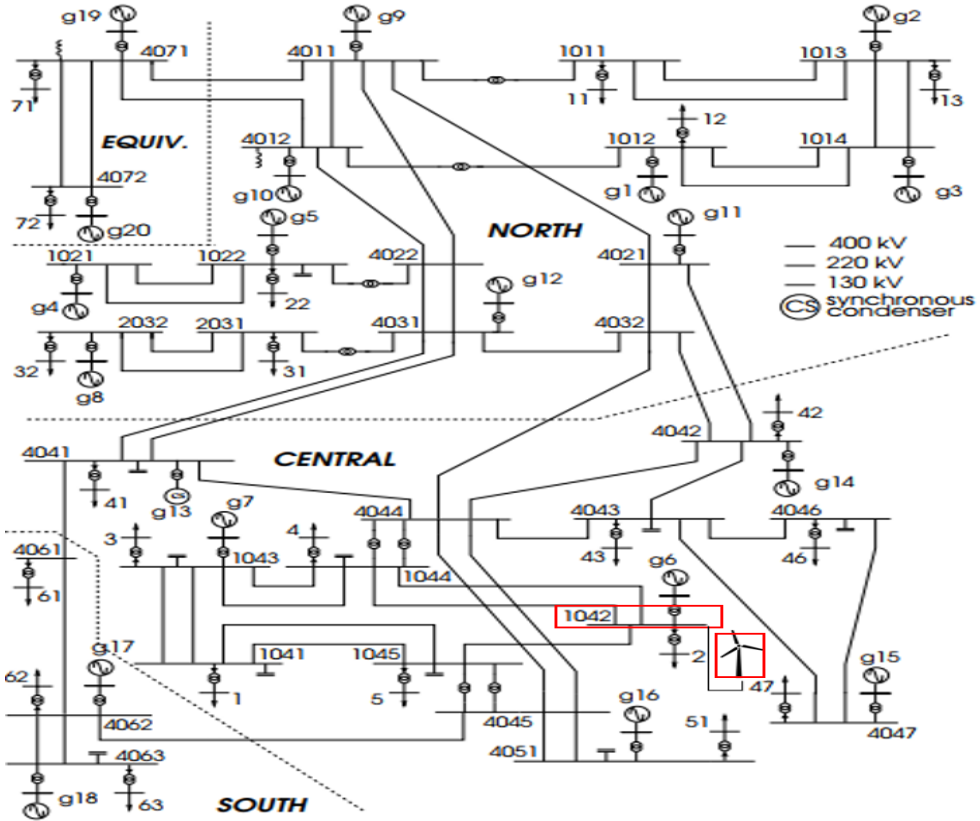 g19
g9
g2
4071
4011
1011
1013
71
11
13
EQUIV.
12
4012
1012
1014
4072
g10
g1
g3
72
g20
g5
NORTH
g11
400 kV
220 kV
130 kV
CS synchronous
condenser
1021
1022
4022
4021
g12
g4
22
2032
2031
4031
4032
32
31
g8
42
4042
4041
CENTRAL
41
g13
g7
g14
4044
4043
4046
3
4
43
46
4061
1043
g6
1044
61
1042
g17
1041
1045
2
62
47
g15
1
5
g16
51
4062
4045
4047
4063
4051
g18
63
SOUTH